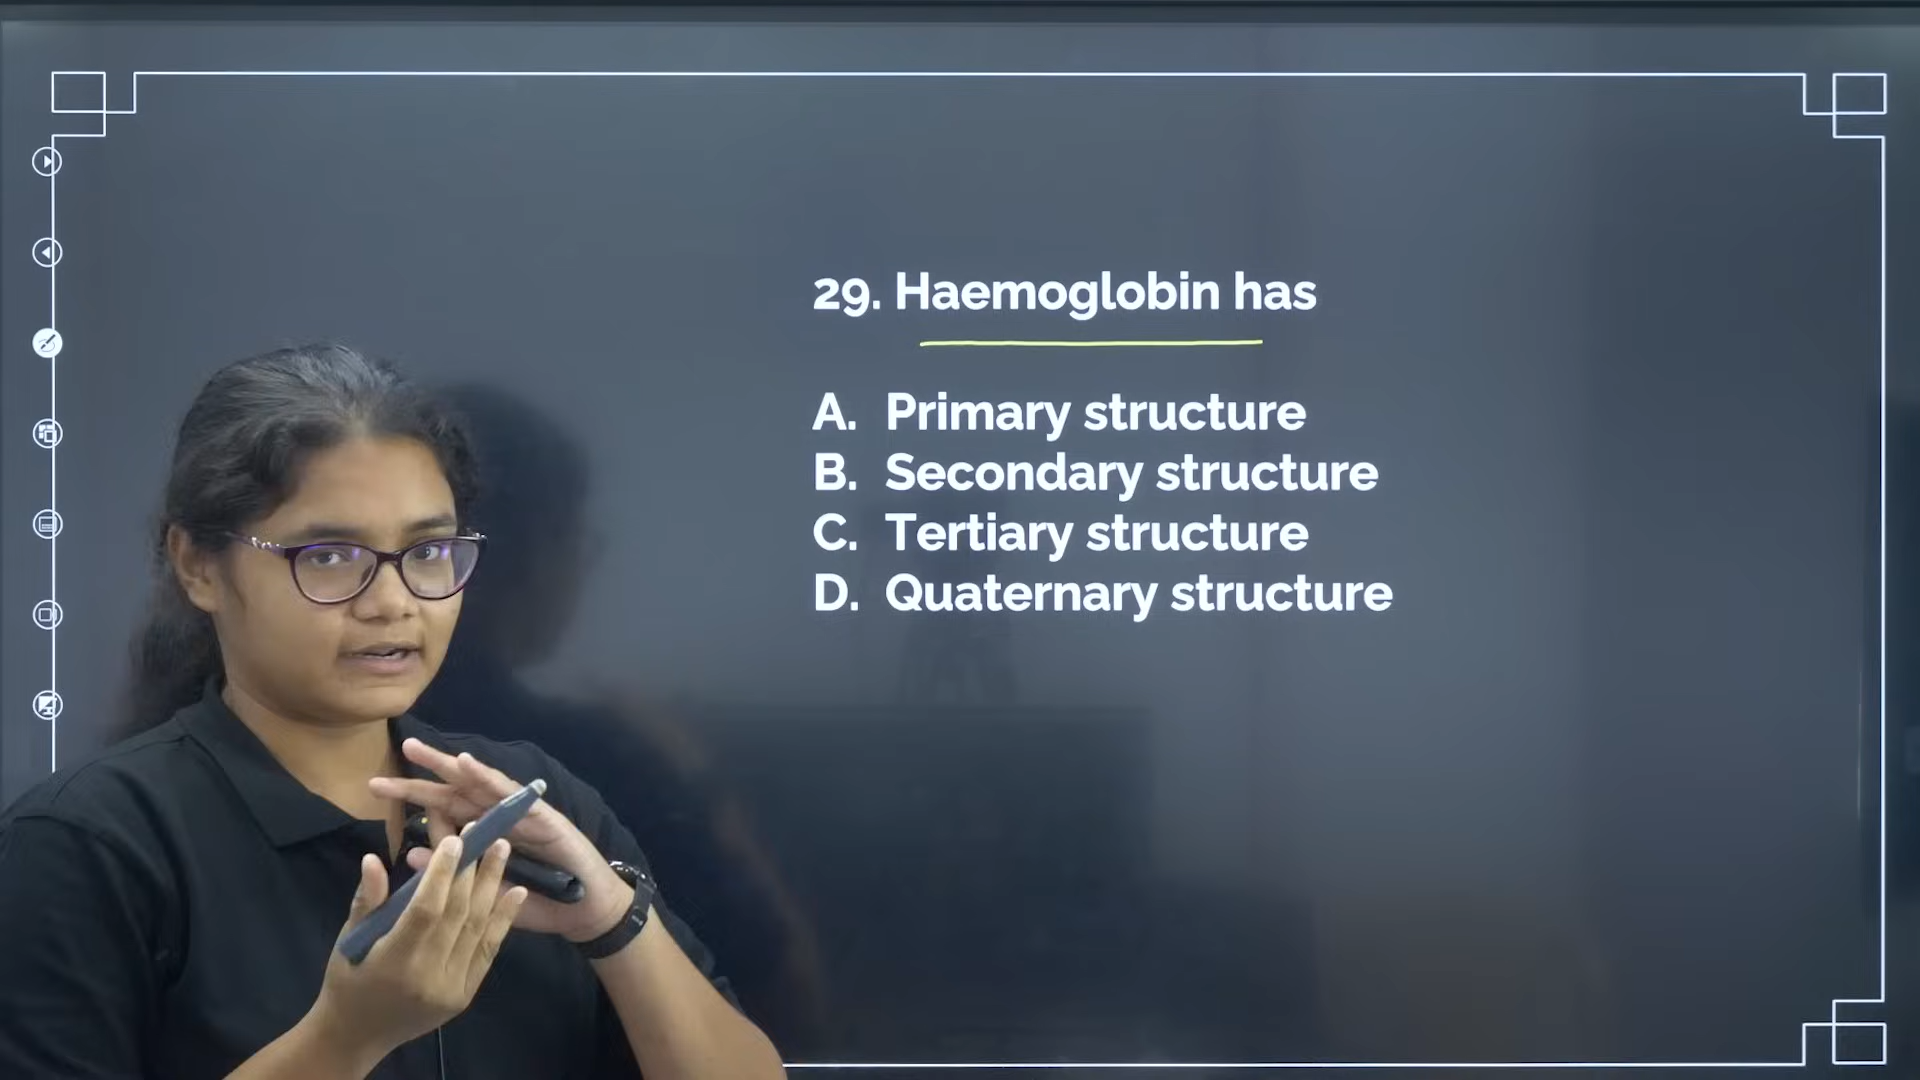 29. Haemoglobin has
A. Primary structure
B. Secondary structure
C. Tertiary structure
D. Quaternary structure